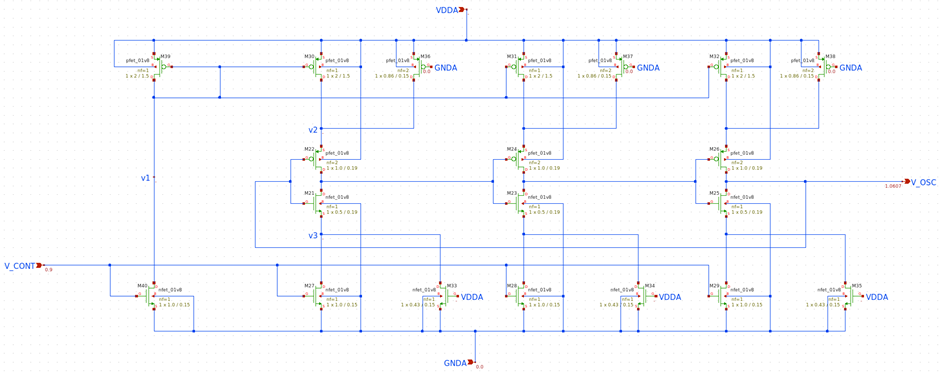 VDDA
M39
pfet_01v8
nf=1
1 x 2 / 1.5
M30
pfet_01v8
nf=1
1 x 2 / 1.5
M36
pfet_01v8
nf=2
1 x 0.86 / 0.15
GNDA
0.0
M31
pfet_01v8
nf=1
1 x 2 / 1.5
M37
pfet_01v8
nf=2
1 x 0.86 / 0.15
GNDA
0.0
M32
pfet_01v8
nf=1
1 x 2 / 1.5
M38
pfet_01v8
nf=2
1 x 0.86 / 0.15
GNDA
0.0
v2
M22
pfet_01v8
nf=2
1 x 1.0 / 0.19
M24
pfet_01v8
nf=2
1 x 1.0 / 0.19
M26
pfet_01v8
nf=2
1 x 1.0 / 0.19
v1
V_OSC
1.0607
M21
nfet_01v8
nf=1
1 x 0.5 / 0.19
M23
nfet_01v8
nf=1
1 x 0.5 / 0.19
M25
nfet_01v8
nf=1
1 x 0.5 / 0.19
v3
V_CONT
0.9
M40
nfet_01v8
nf=1
1 x 1.0 / 0.15
M27
nfet_01v8
nf=1
1 x 1.0 / 0.15
M33
nfet_01v8
nf=1
1 x 0.43 / 0.15
VDDA
M28
nfet_01v8
nf=1
1 x 1.0 / 0.15
M34
nfet_01v8
nf=1
1 x 0.43 / 0.15
VDDA
M29
nfet_01v8
nf=1
1 x 1.0 / 0.15
M35
nfet_01v8
nf=1
1 x 0.43 / 0.15
VDDA
GNDA
0.0